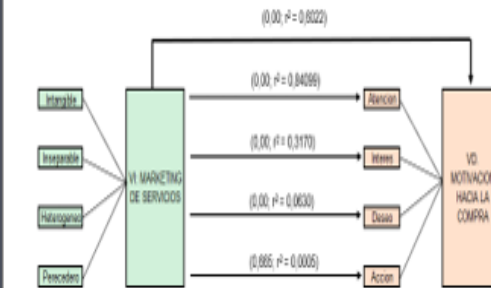 (0,00; r² = 0,6022)
(0,00; r² = 0,84099)
(0,00; r² = 0,3170)
(0,00; r² = 0,0630)
(0,665; r² = 0,0005)
Intangible
Inseparable
Heterogeneo
Perecedero
VI. MARKETING
DE SERVICIOS
Atencion
Interes
Deseo
Accion
VD.
MOTIVACION
HACIA LA
COMPRA